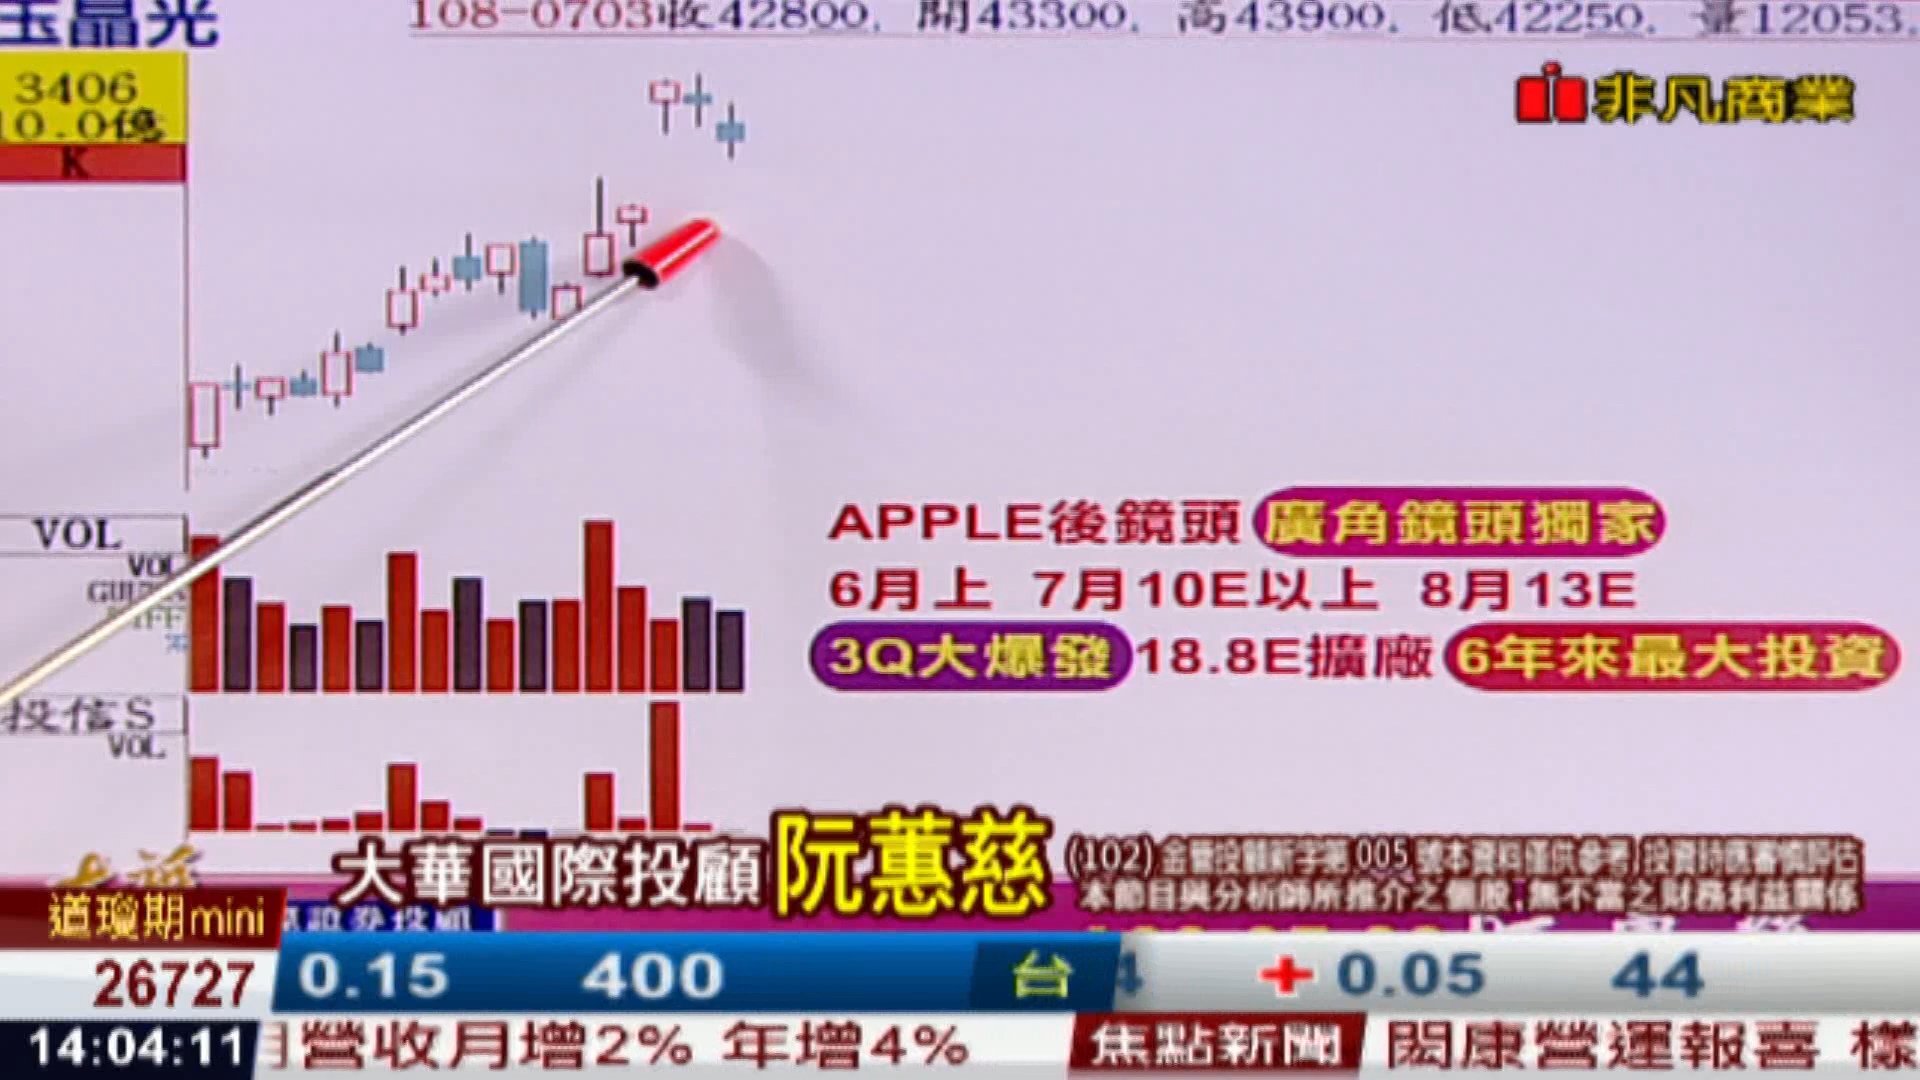 玉晶光
108-0703收42800. 開43300. 高43900. 低42250. 量12053.
3406
10.0億
K
非凡商業
VOL
VOL
投信S
VOL
APPLE後鏡頭 廣角鏡頭獨家
6月上 7月10E以上 8月13E
3Q大爆發 18.8E擴廠 6年來最大投資
大華國際投顧 阮蕙慈
(102)金管投顧新字第005號本資料僅供參考,投資時應審慎評估
本節目與分析師所推介之個股,無不當之財務利益關係
道瓊期mini
證券投顧
26727
0.15 400 台 4 + 0.05 44
14:04:11
月營收月增2% 年增4% 焦點新聞 閎康營運報喜 樣